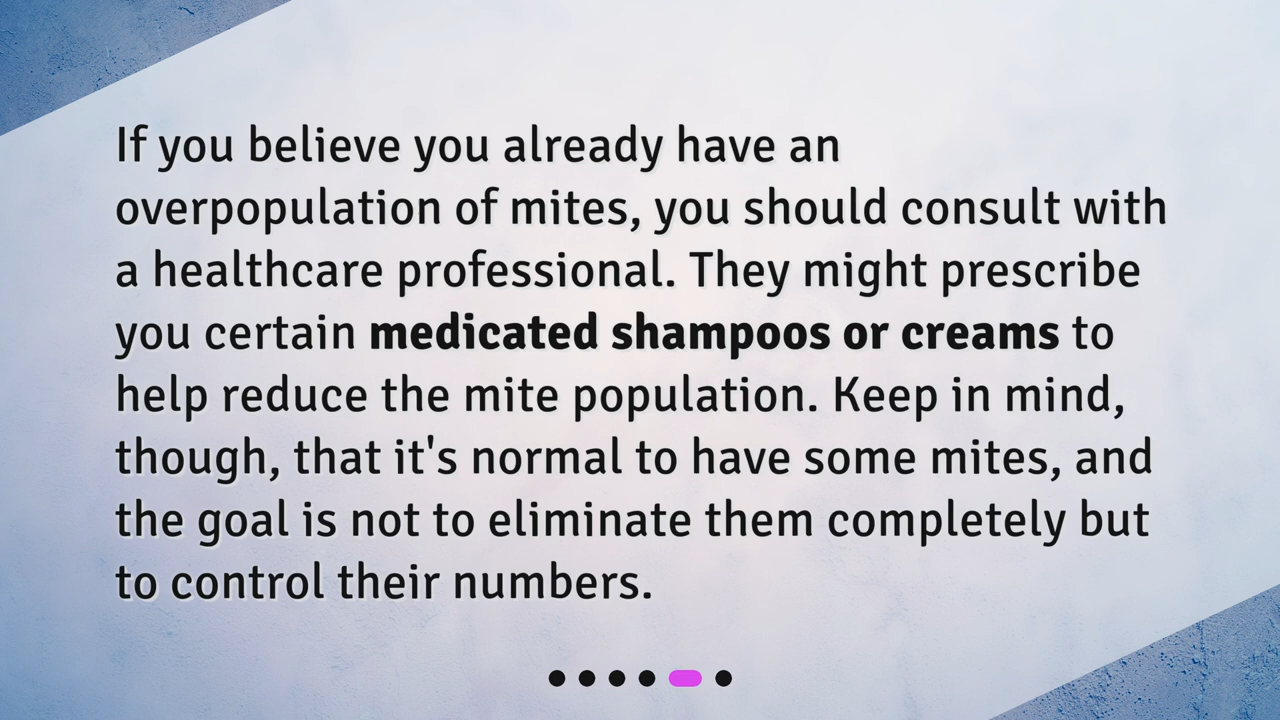 If you believe you already have an
overpopulation of mites, you should consult with
a healthcare professional. They might prescribe
you certain medicated shampoos or creams to
help reduce the mite population. Keep in mind,
though, that it's normal to have some mites, and
the goal is not to eliminate them completely but
to control their numbers.